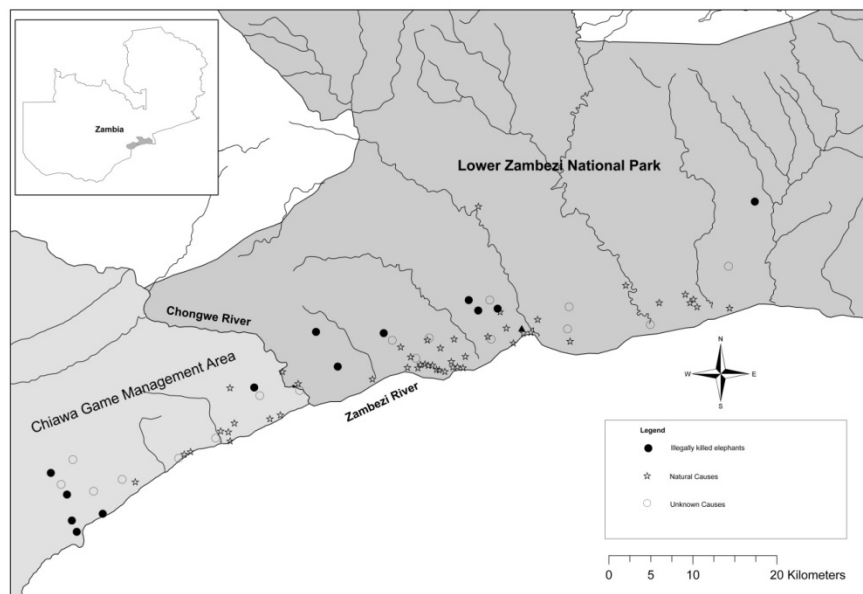 Zambia
Lower Zambezi National Park
Chongwe River
Chiawa Game Management Area
Zambezi River
N
W
E
S
Legend
Illegally killed elephants
Natural Causes
Unknown Causes
0 5 10 20 Kilometers